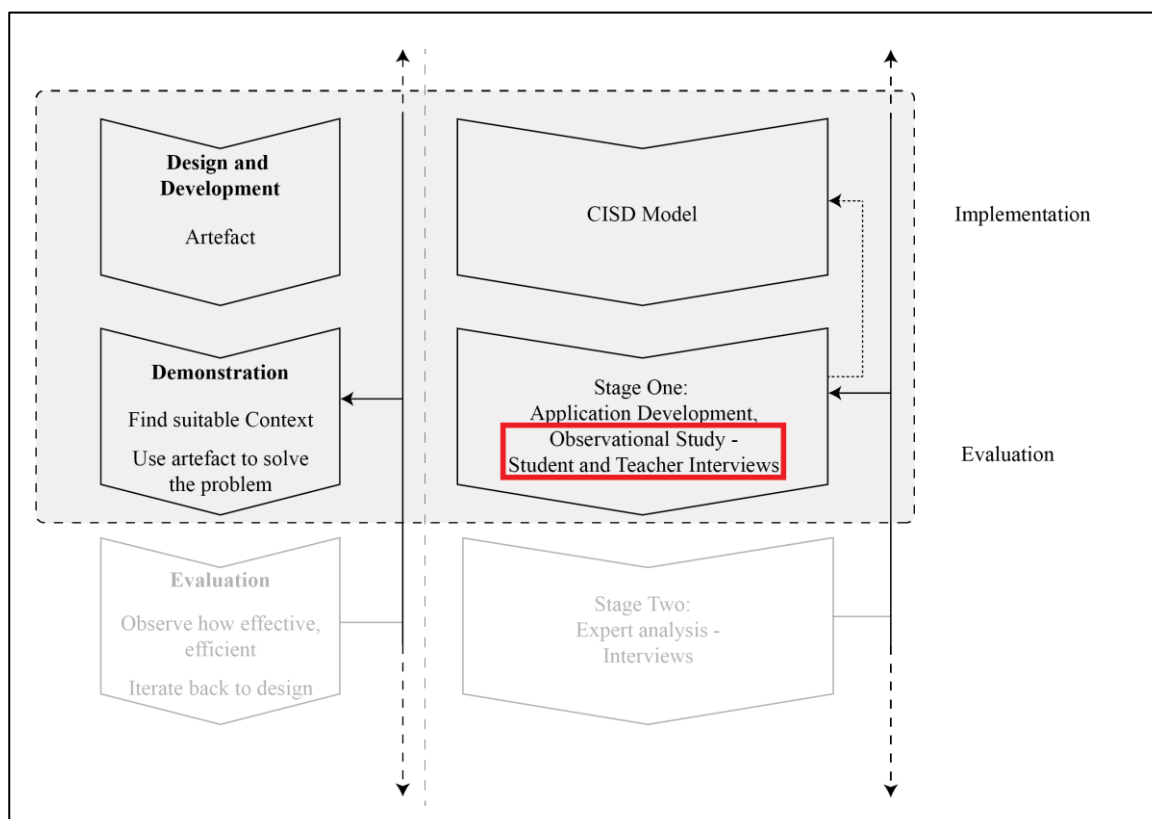 Design and
Development
Artefact
CISD Model
Implementation
Demonstration
Find suitable Context
Use artefact to solve
the problem
Stage One:
Application Development,
Observational Study -
Student and Teacher Interviews
Evaluation
Evaluation
Observe how effective,
efficient
Iterate back to design
Stage Two:
Expert analysis -
Interviews